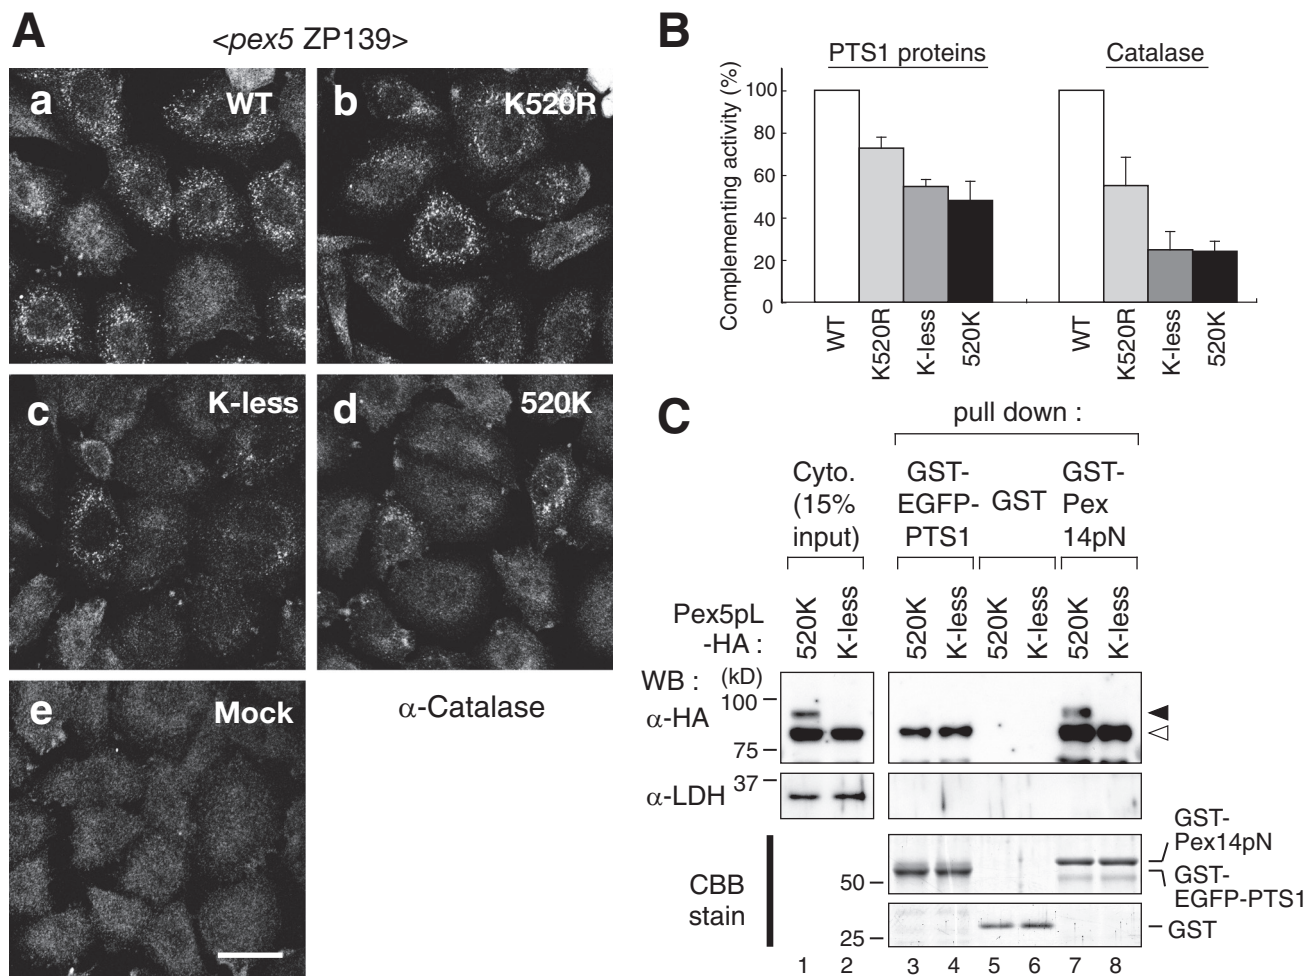 A
<pex5 ZP139>
a WT
b K520R
c K-less
d 520K
e Mock
α-Catalase
B
PTS1 proteins Catalase
Complementing activity (%)
100
80
60
40
20
0
WT K520R K-less 520K WT K520R K-less 520K
C
pull down :
Cyto.
(15%
input)
GST-
EGFP-
PTS1
GST
GST-
Pex
14pN
Pex5pL
-HA :
520K K-less 520K K-less 520K K-less 520K K-less
WB : (kD)
α-HA
100
75
α-LDH 37
CBB
stain
50
25
GST-
Pex14pN
GST-
EGFP-PTS1
GST
1 2 3 4 5 6 7 8